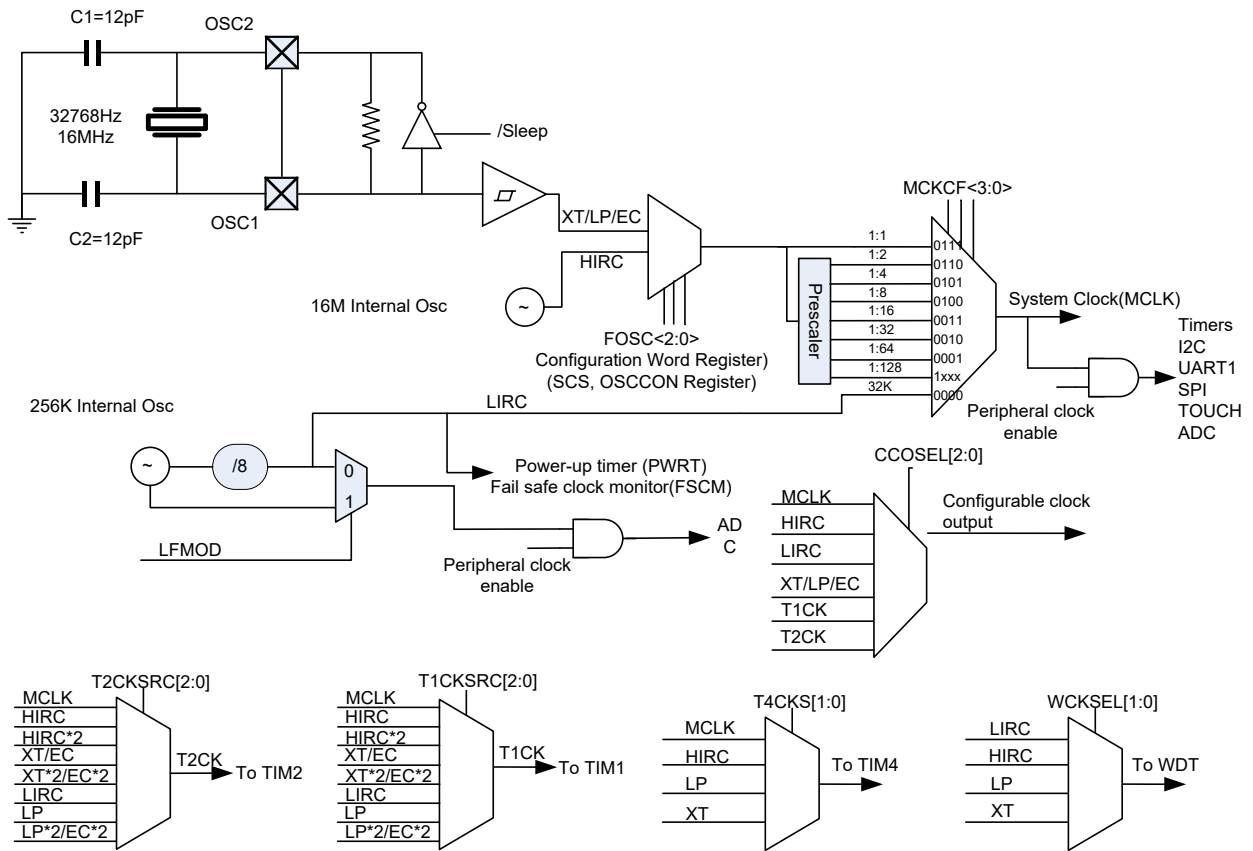 C1=12pF
OSC2
32768Hz
16MHz
/Sleep
OSC1
C2=12pF
XT/LP/EC
HIRC
16M Internal Osc
~
FOSC<2:0>
Configuration Word Register)
(SCS, OSCCON Register)
MCKCF<3:0>
1:1
0111
1:2
0110
1:4
0101
1:8
0100
1:16
0011
1:32
0010
1:64
0001
1:128
1xxx
32K
0000
Prescaler
System Clock(MCLK)
Timers
I2C
UART1
SPI
TOUCH
ADC
Peripheral clock
enable
256K Internal Osc
LIRC
~
/8
0
1
LFMOD
Power-up timer (PWRT)
Fail safe clock monitor(FSCM)
Peripheral clock
enable
AD
C
CCOSEL[2:0]
MCLK
HIRC
LIRC
XT/LP/EC
T1CK
T2CK
Configurable clock
output
T2CKSRC[2:0]
MCLK
HIRC
HIRC*2
XT/EC
XT*2/EC*2
LIRC
LP
LP*2/EC*2
T2CK
To TIM2
T1CKSRC[2:0]
MCLK
HIRC
HIRC*2
XT/EC
XT*2/EC*2
LIRC
LP
LP*2/EC*2
T1CK
To TIM1
T4CKS[1:0]
MCLK
HIRC
LP
XT
To TIM4
WCKSEL[1:0]
LIRC
HIRC
LP
XT
To WDT